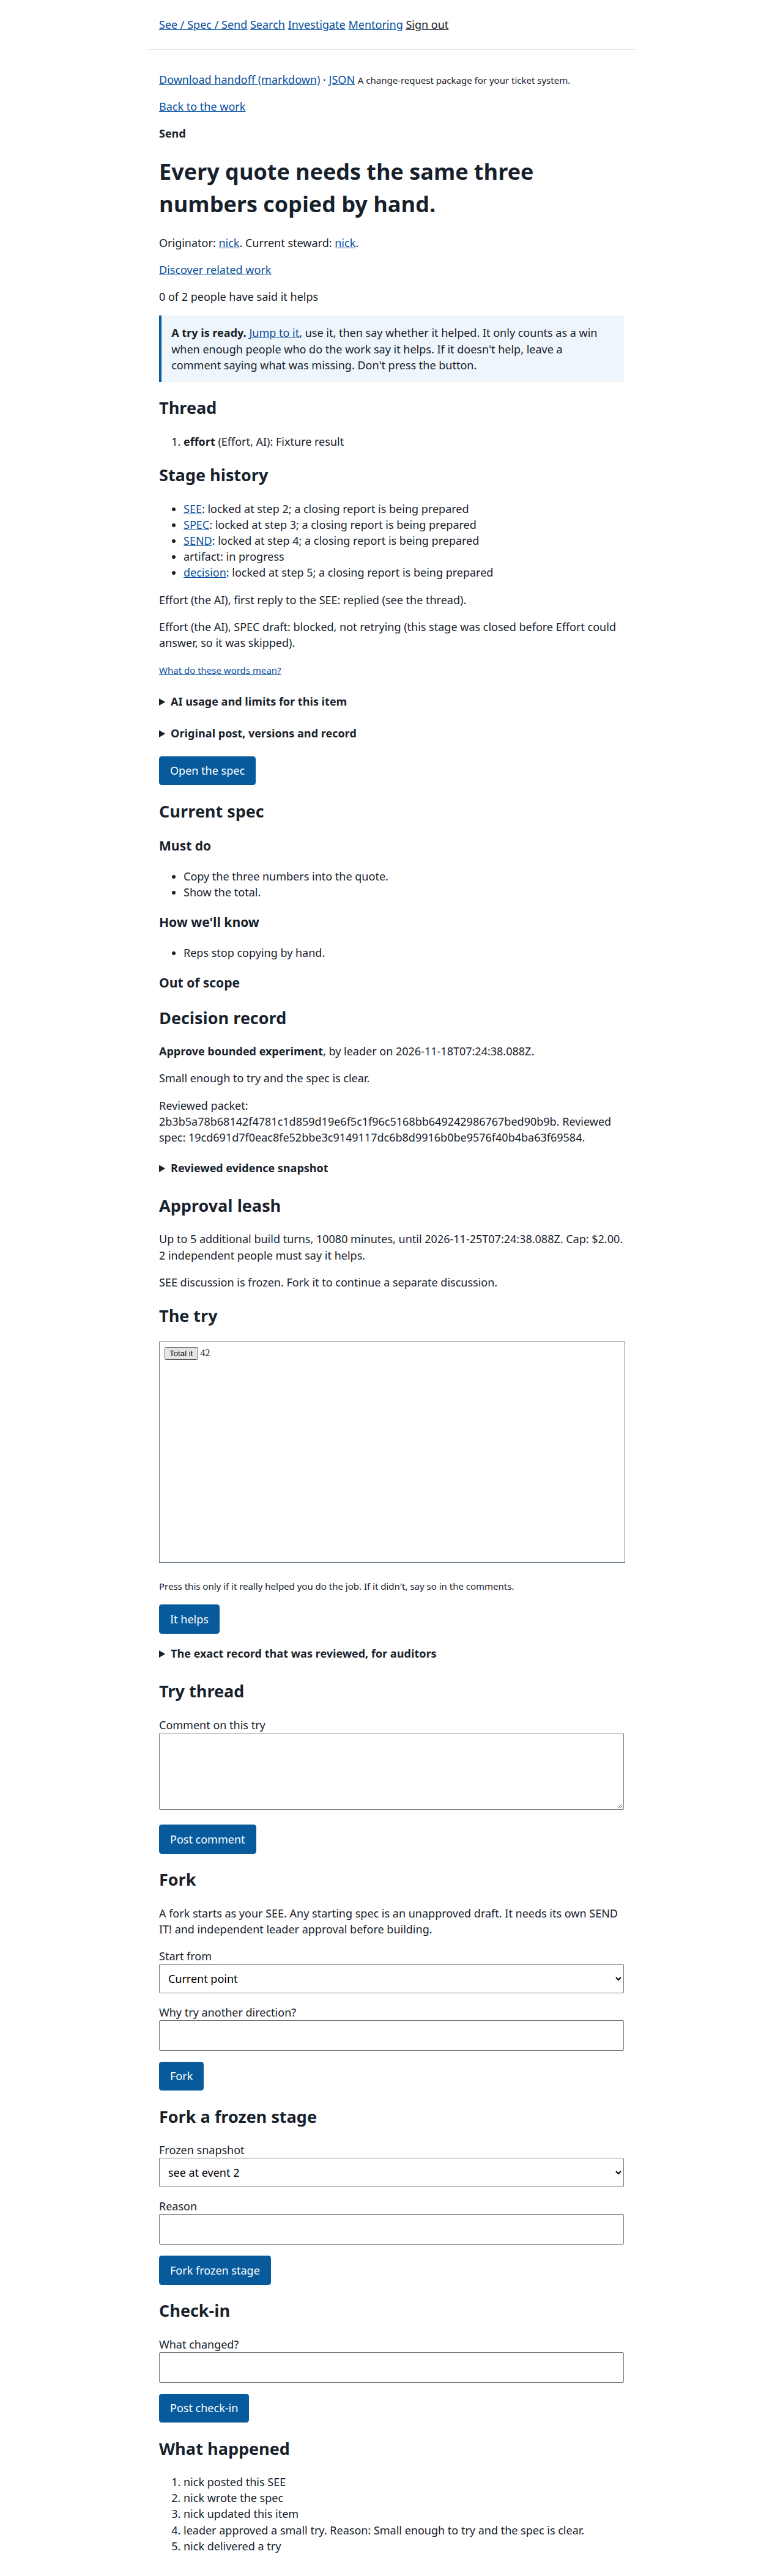 See / Spec / Send Search Investigate Mentoring Sign out
Download handoff (markdown) · JSON A change-request package for your ticket system.
Back to the work
Send
Every quote needs the same three
numbers copied by hand.
Originator: nick. Current steward: nick.
Discover related work
0 of 2 people have said it helps
A try is ready. Jump to it, use it, then say whether it helped. It only counts as a win
when enough people who do the work say it helps. If it doesn't help, leave a
comment saying what was missing. Don't press the button.
Thread
1. effort (Effort, AI): Fixture result
Stage history
• SEE: locked at step 2; a closing report is being prepared
• SPEC: locked at step 3; a closing report is being prepared
• SEND: locked at step 4; a closing report is being prepared
• artifact: in progress
• decision: locked at step 5; a closing report is being prepared
Effort (the AI), first reply to the SEE: replied (see the thread).
Effort (the AI), SPEC draft: blocked, not retrying (this stage was closed before Effort could
answer, so it was skipped).
What do these words mean?
▶ AI usage and limits for this item
▶ Original post, versions and record
Open the spec
Current spec
Must do
• Copy the three numbers into the quote.
• Show the total.
How we'll know
• Reps stop copying by hand.
Out of scope
Decision record
Approve bounded experiment, by leader on 2026-11-18T07:24:38.088Z.
Small enough to try and the spec is clear.
Reviewed packet:
2b3b5a78b68142f4781c1d859d19e6f5c1f96c5168bb649242986767bed90b9b. Reviewed
spec: 19cd691d7f0eac8fe52bbe3c9149117dc6b8d9916b0be9576f40b4ba63f69584.
▶ Reviewed evidence snapshot
Approval leash
Up to 5 additional build turns, 10080 minutes, until 2026-11-25T07:24:38.088Z. Cap: $2.00.
2 independent people must say it helps.
SEE discussion is frozen. Fork it to continue a separate discussion.
The try
Total it 42
Press this only if it really helped you do the job. If it didn't, say so in the comments.
It helps
▶ The exact record that was reviewed, for auditors
Try thread
Comment on this try
Post comment
Fork
A fork starts as your SEE. Any starting spec is an unapproved draft. It needs its own SEND
IT! and independent leader approval before building.
Start from
Current point
Why try another direction?
Fork
Fork a frozen stage
Frozen snapshot
see at event 2
Reason
Fork frozen stage
Check-in
What changed?
Post check-in
What happened
1. nick posted this SEE
2. nick wrote the spec
3. nick updated this item
4. leader approved a small try. Reason: Small enough to try and the spec is clear.
5. nick delivered a try